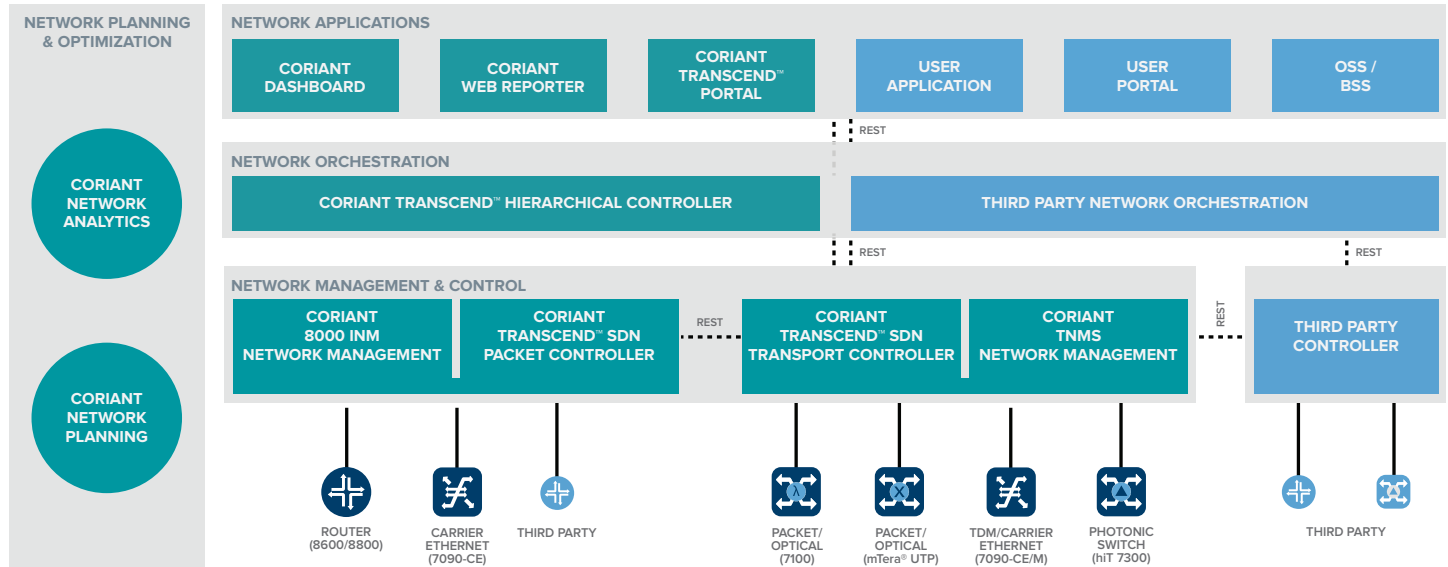 NETWORK PLANNING
& OPTIMIZATION
CORIANT
NETWORK
ANALYTICS
CORIANT
NETWORK
PLANNING
NETWORK APPLICATIONS
CORIANT
DASHBOARD
CORIANT
WEB REPORTER
CORIANT
TRANSCEND™
PORTAL
USER
APPLICATION
USER
PORTAL
OSS /
BSS
REST
NETWORK ORCHESTRATION
CORIANT TRANSCEND™ HIERARCHICAL CONTROLLER
THIRD PARTY NETWORK ORCHESTRATION
REST
REST
NETWORK MANAGEMENT & CONTROL
CORIANT
8000 INM
NETWORK MANAGEMENT
CORIANT
TRANSCEND™ SDN
PACKET CONTROLLER
REST
CORIANT
TRANSCEND™ SDN
TRANSPORT CONTROLLER
CORIANT
TNMS
NETWORK MANAGEMENT
REST
THIRD PARTY
CONTROLLER
ROUTER
(8600/8800)
CARRIER
ETHERNET
(7090-CE)
THIRD PARTY
λ
PACKET/
OPTICAL
(7100)
X
PACKET/
OPTICAL
(mTera® UTP)
TDM/CARRIER
ETHERNET
(7090-CE/M)
PHOTONIC
SWITCH
(hiT 7300)
THIRD PARTY